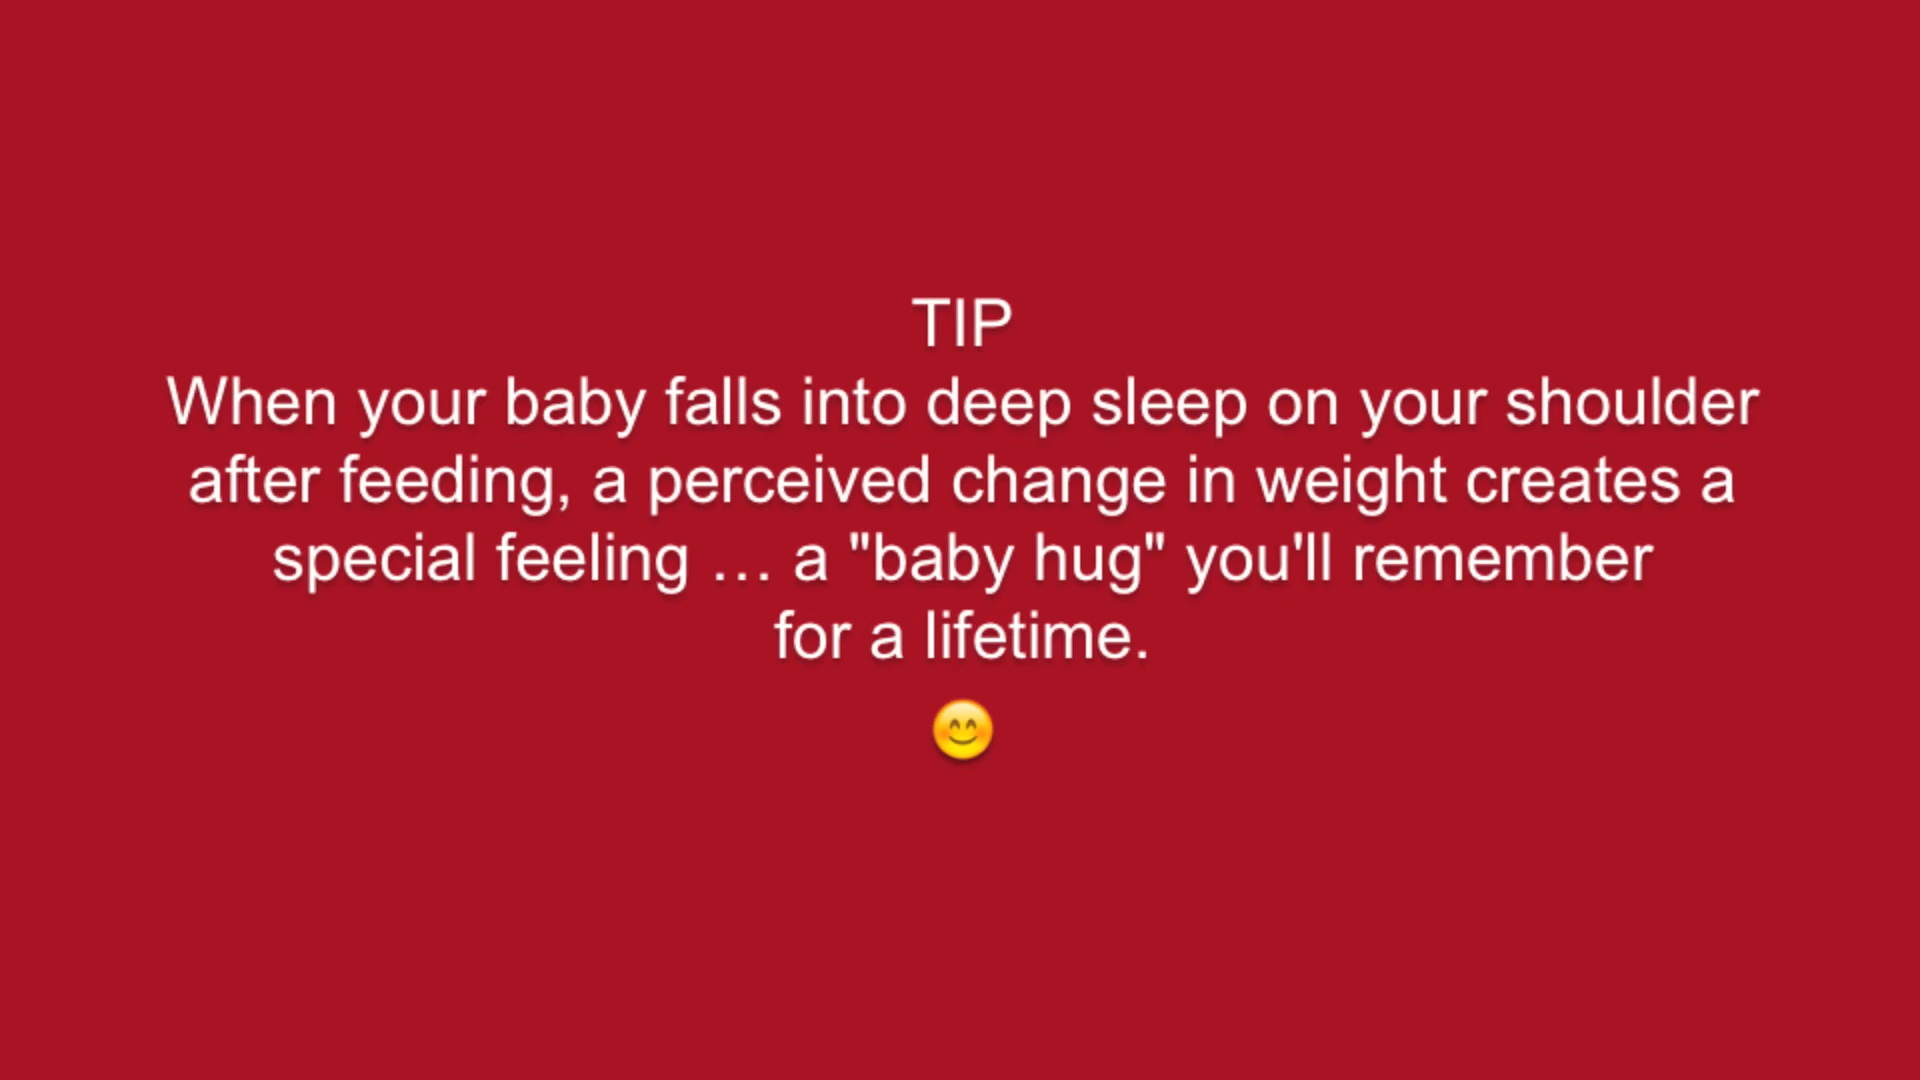 TIP
When your baby falls into deep sleep on your shoulder
after feeding, a perceived change in weight creates a
special feeling … a "baby hug" you'll remember
for a lifetime.
😊